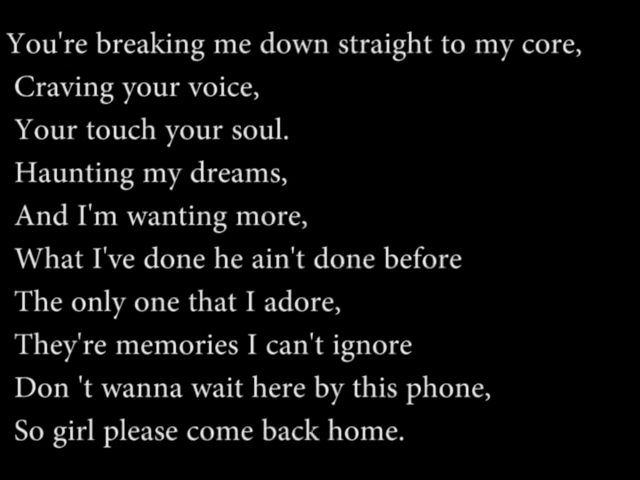 You're breaking me down straight to my core,
Craving your voice,
Your touch your soul.
Haunting my dreams,
And I'm wanting more,
What I've done he ain't done before
The only one that I adore,
They're memories I can't ignore
Don 't wanna wait here by this phone,
So girl please come back home.